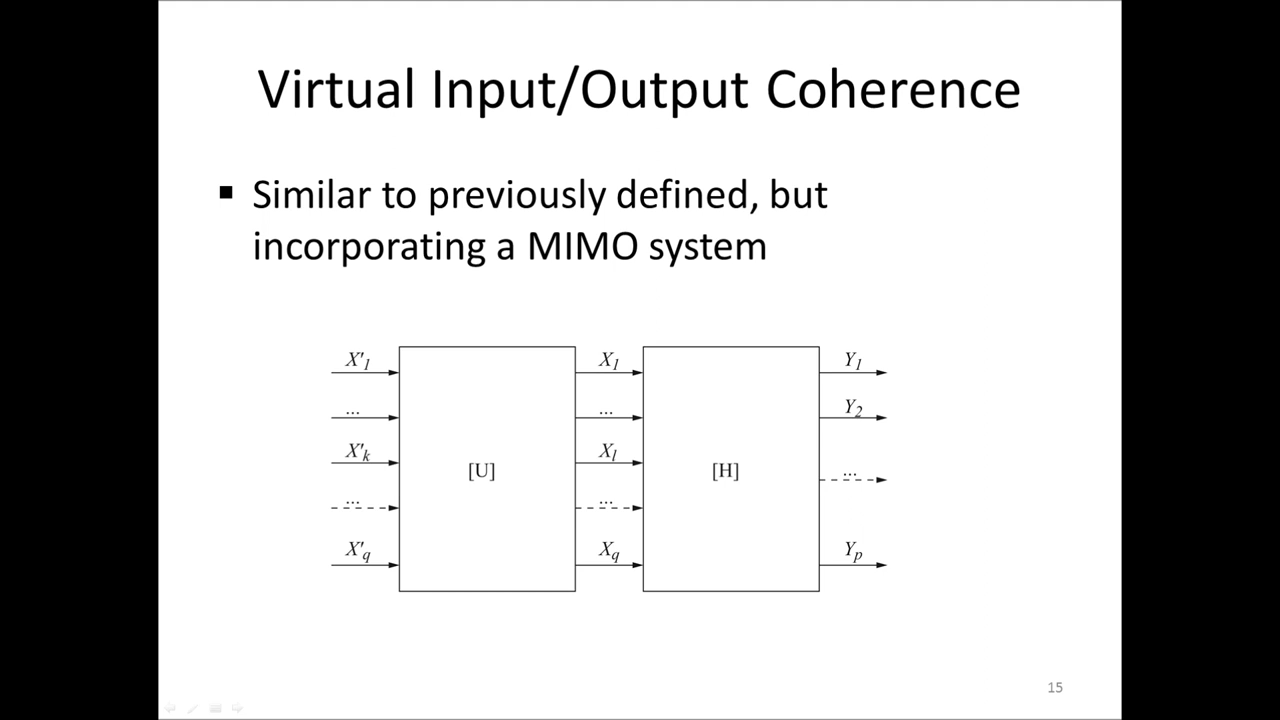 Virtual Input/Output Coherence
▪ Similar to previously defined, but
incorporating a MIMO system
X'1 X1 Y1
... ... Y2
X'k [U] Xl [H] ...
... ...
X'q Xq Yp
15